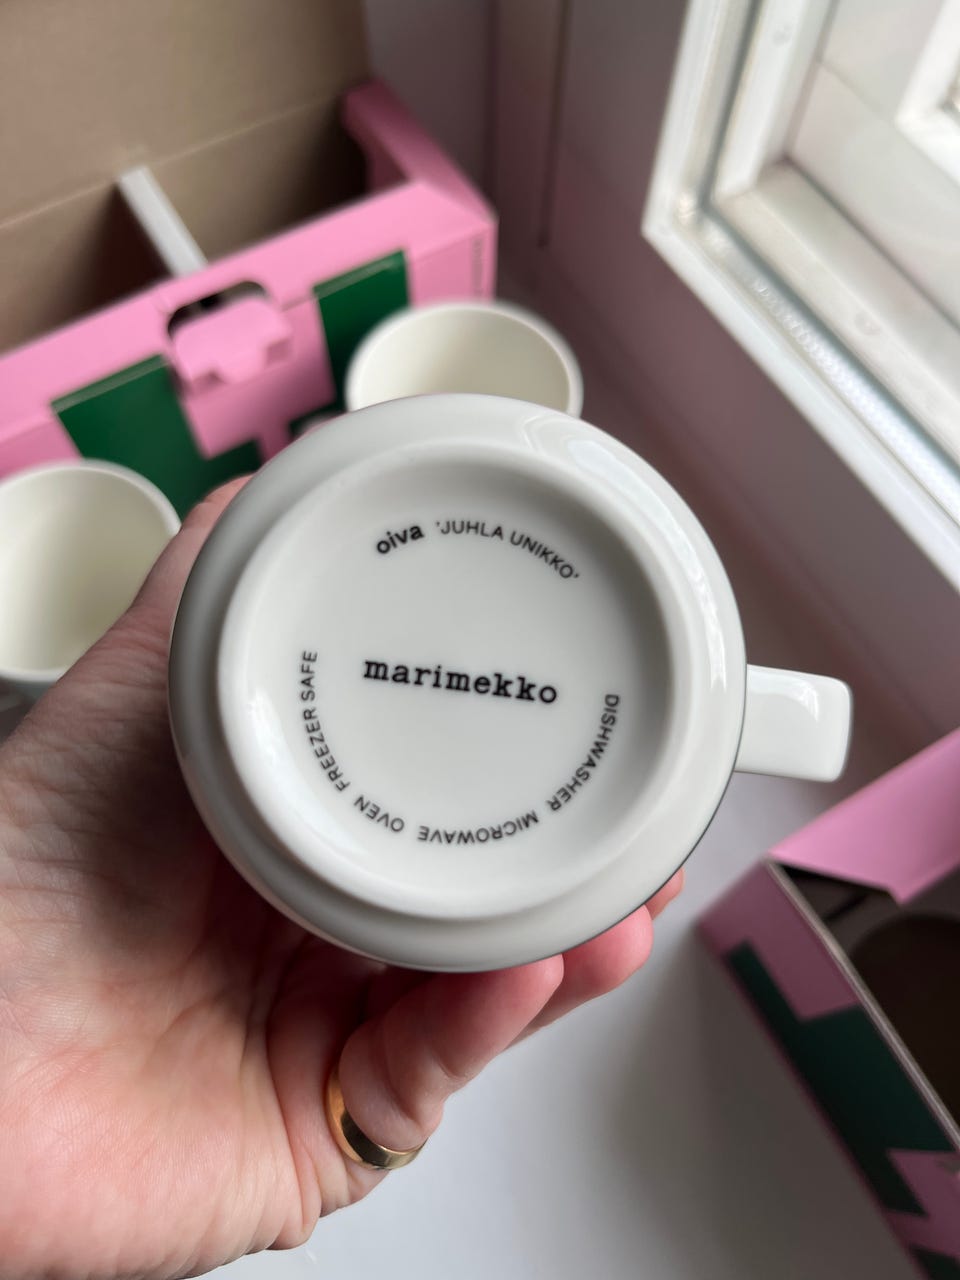 oiva 'JUHLA UNIKKO'
marimekko
DISHWASHER MICROWAVE OVEN FREEZER SAFE